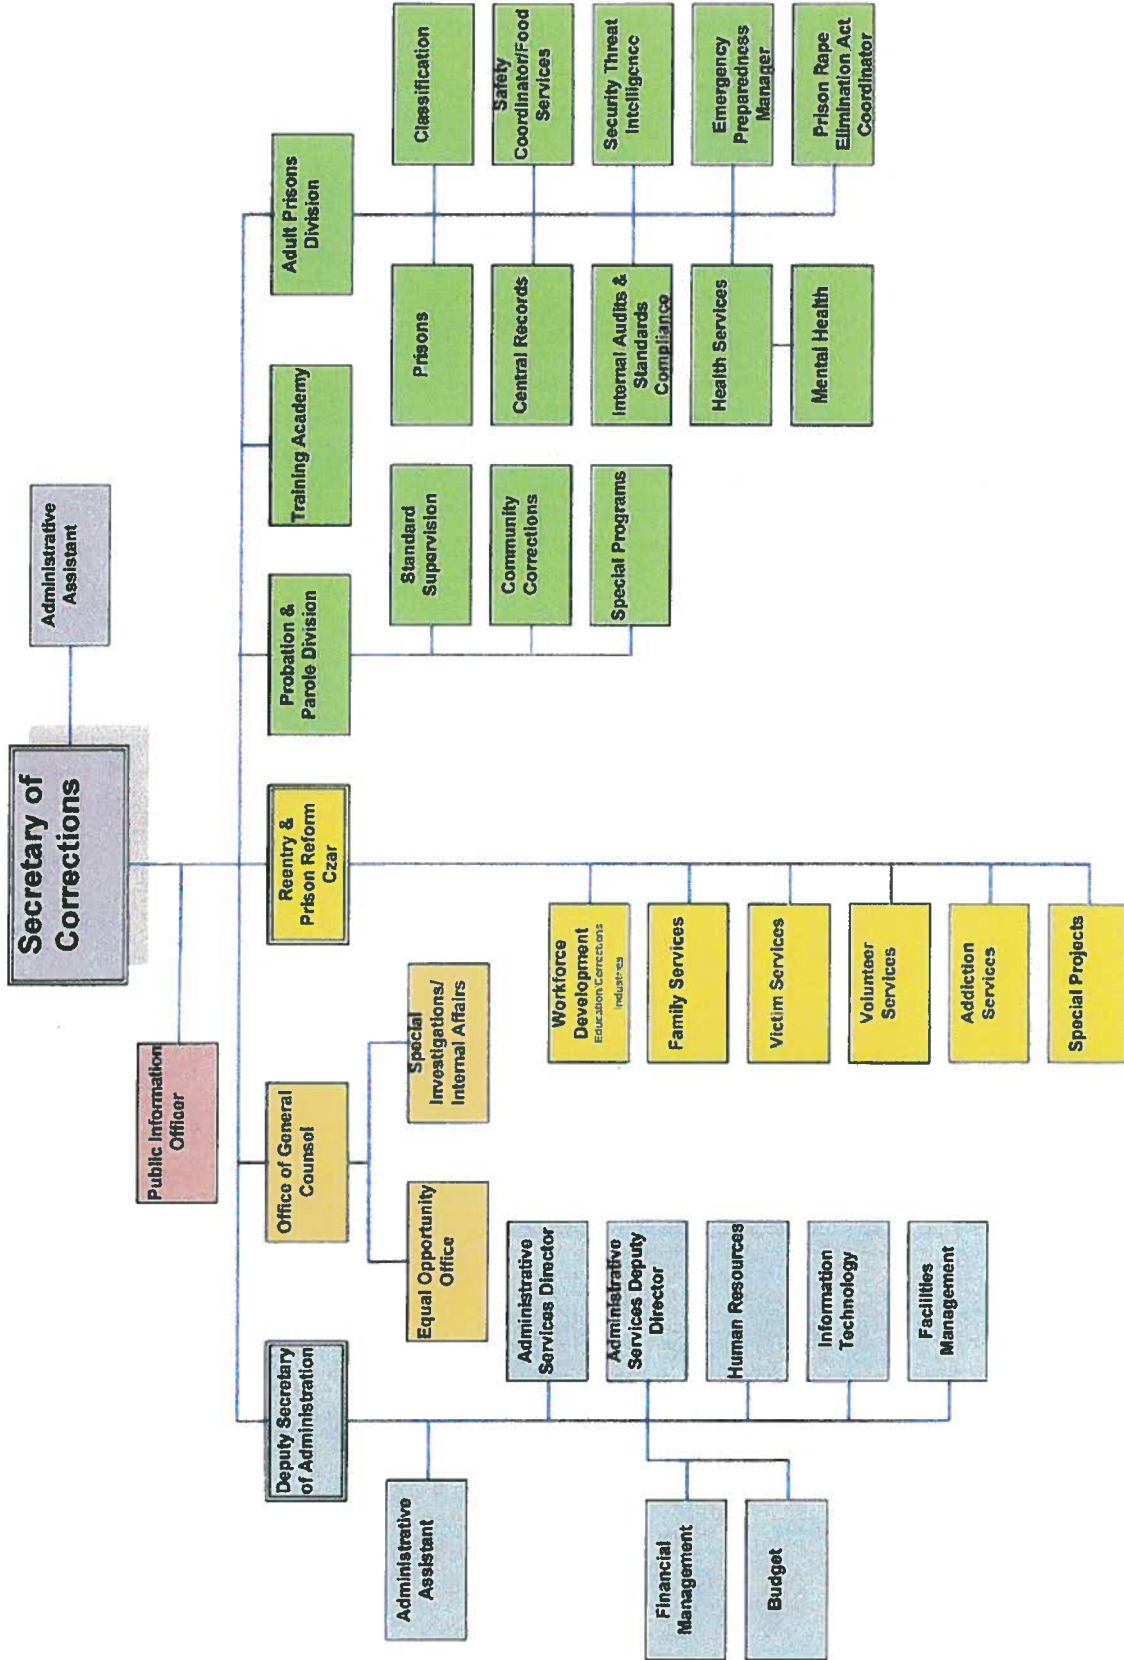 Secretary of
Corrections
Administrative
Assistant
Public Information
Officer
Deputy Secretary
of Administration
Office of General
Counsel
Reentry &
Prison Reform
Czar
Probation &
Parole Division
Training Academy
Adult Prisons
Division
Administrative
Assistant
Administrative
Services Director
Administrative
Services Deputy
Director
Human Resources
Information
Technology
Facilities
Management
Financial
Management
Budget
Equal Opportunity
Office
Special
Investigations/
Internal Affairs
Workforce
Development
Education/Corrections
Industries
Family Services
Victim Services
Volunteer
Services
Addiction
Services
Special Projects
Standard
Supervision
Community
Corrections
Special Programs
Prisons
Central Records
Internal Audits &
Standards
Compliance
Health Services
Mental Health
Classification
Safety
Coordinator/Food
Services
Security Threat
Intelligence
Emergency
Preparedness
Manager
Prison Rape
Elimination Act
Coordinator